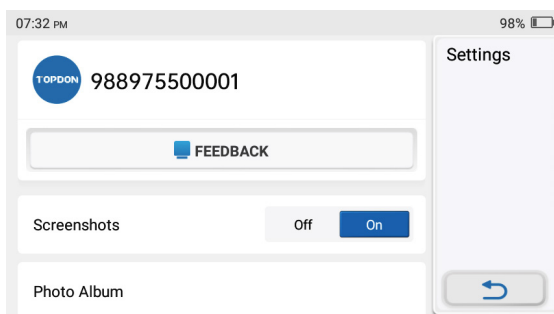 07:32 PM 98%
Settings
TOPDON 988975500001
FEEDBACK
Screenshots Off On
Photo Album